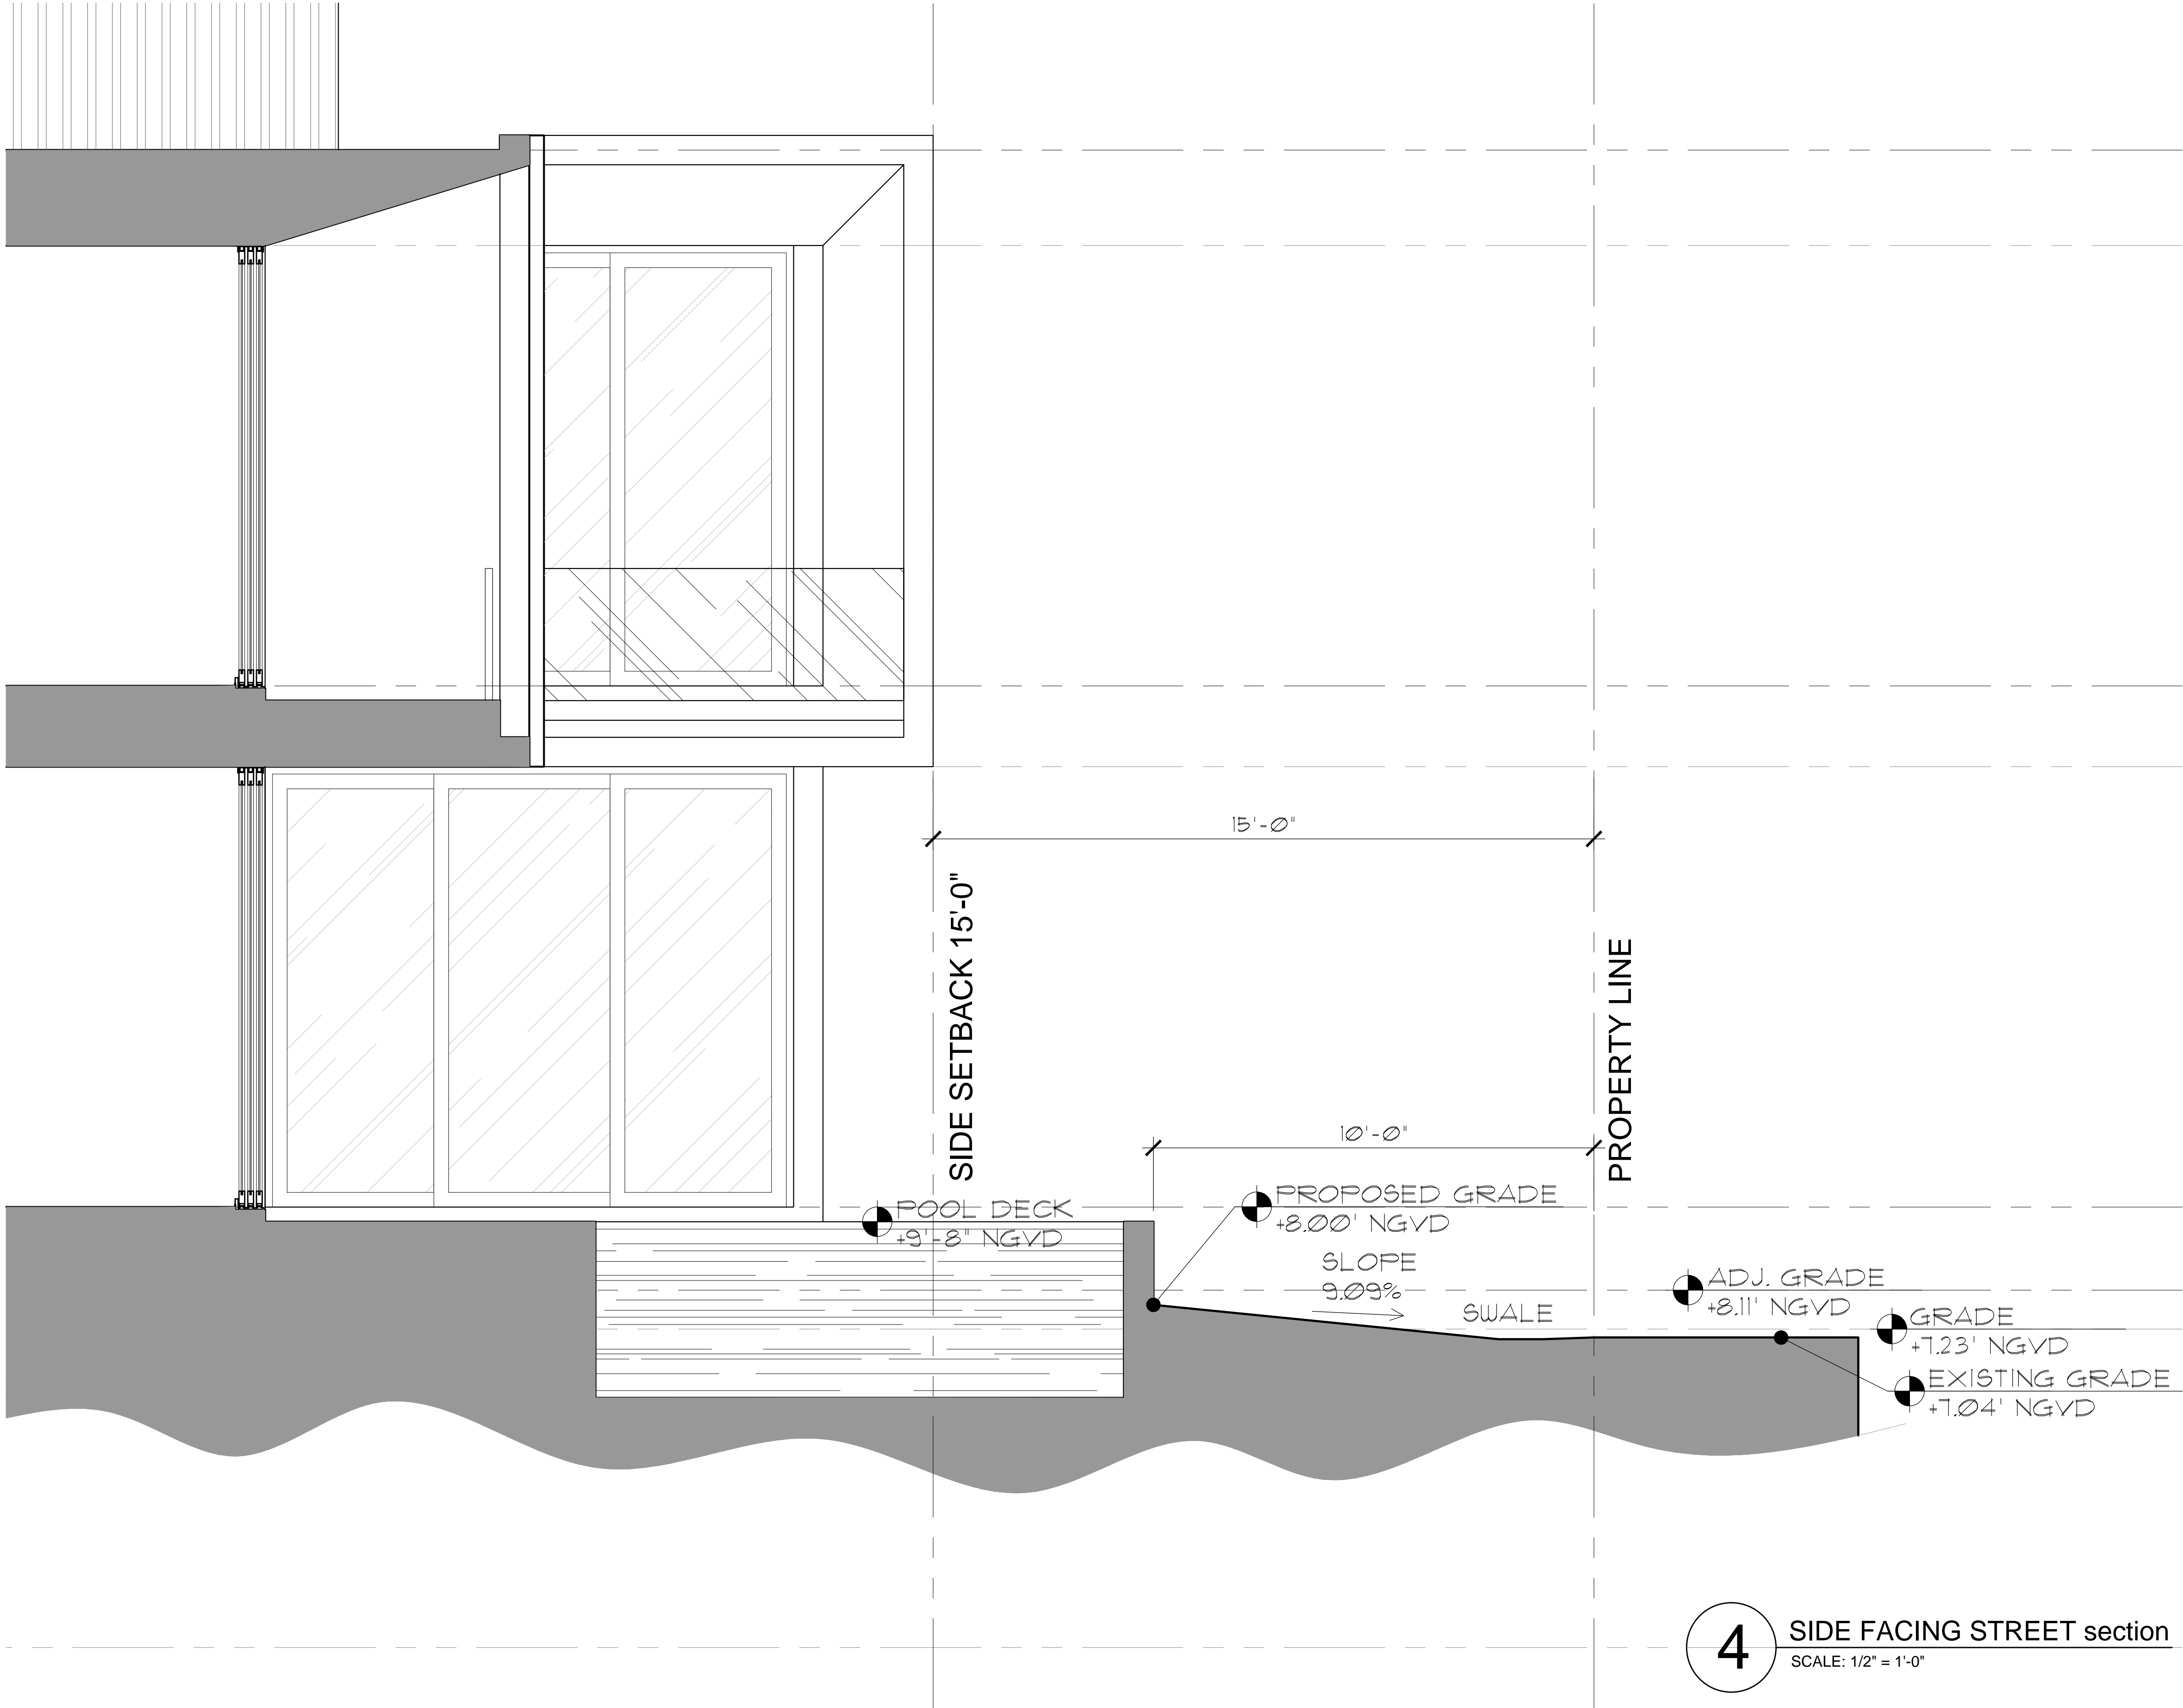 15'-0"
SIDE SETBACK 15'-0"
PROPERTY LINE
10'-0"
POOL DECK
+9'-8" NGVD
PROPOSED GRADE
+8.00' NGVD
SLOPE
9.09%
SWALE
ADJ. GRADE
+8.11' NGVD
GRADE
+7.23' NGVD
EXISTING GRADE
+7.04' NGVD
4
SIDE FACING STREET section
SCALE: 1/2" = 1'-0"